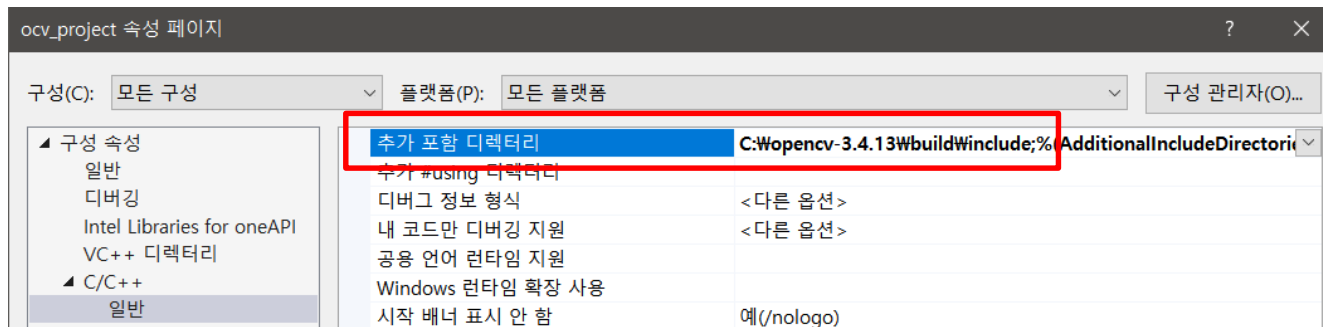 ocv_project 속성 페이지 ? ×
구성(C): 모든 구성 플랫폼(P): 모든 플랫폼 구성 관리자(O)...
구성 속성
일반
디버깅
Intel Libraries for oneAPI
VC++ 디렉터리
C/C++
일반
추가 포함 디렉터리 C:₩opencv-3.4.13₩build₩include;%(AdditionalIncludeDirectorie
추가 #using 디렉터리
디버그 정보 형식 <다른 옵션>
내 코드만 디버깅 지원 <다른 옵션>
공용 언어 런타임 지원
Windows 런타임 확장 사용
시작 배너 표시 안 함 예(/nologo)